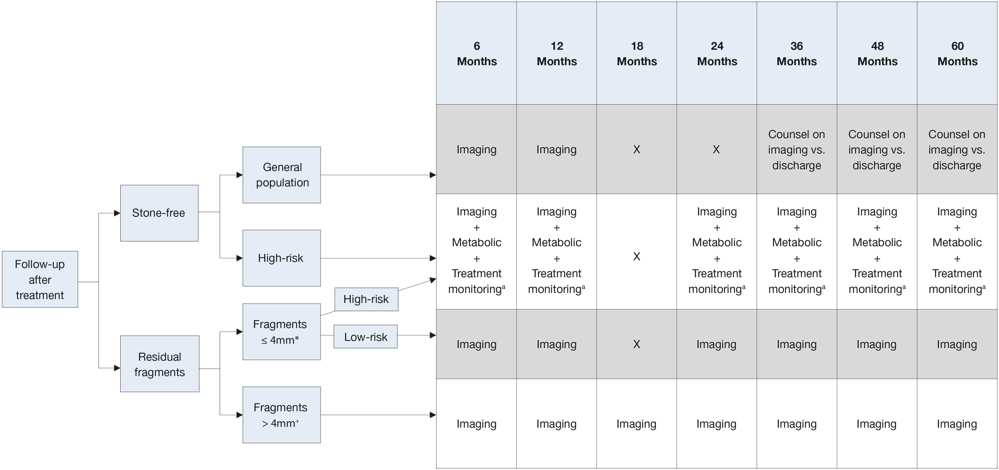 Follow-up
after
treatment
Stone-free
Residual
fragments
General
population
High-risk
Fragments
≤ 4mm*
Fragments
> 4mm⁺
High-risk
Low-risk
6
Months
12
Months
18
Months
24
Months
36
Months
48
Months
60
Months
Imaging
Imaging
X
X
Counsel on
imaging vs.
discharge
Counsel on
imaging vs.
discharge
Counsel on
imaging vs.
discharge
Imaging
+
Metabolic
+
Treatment
monitoringᵃ
Imaging
+
Metabolic
+
Treatment
monitoringᵃ
X
Imaging
+
Metabolic
+
Treatment
monitoringᵃ
Imaging
+
Metabolic
+
Treatment
monitoringᵃ
Imaging
+
Metabolic
+
Treatment
monitoringᵃ
Imaging
+
Metabolic
+
Treatment
monitoringᵃ
Imaging
Imaging
X
Imaging
Imaging
Imaging
Imaging
Imaging
Imaging
Imaging
Imaging
Imaging
Imaging
Imaging